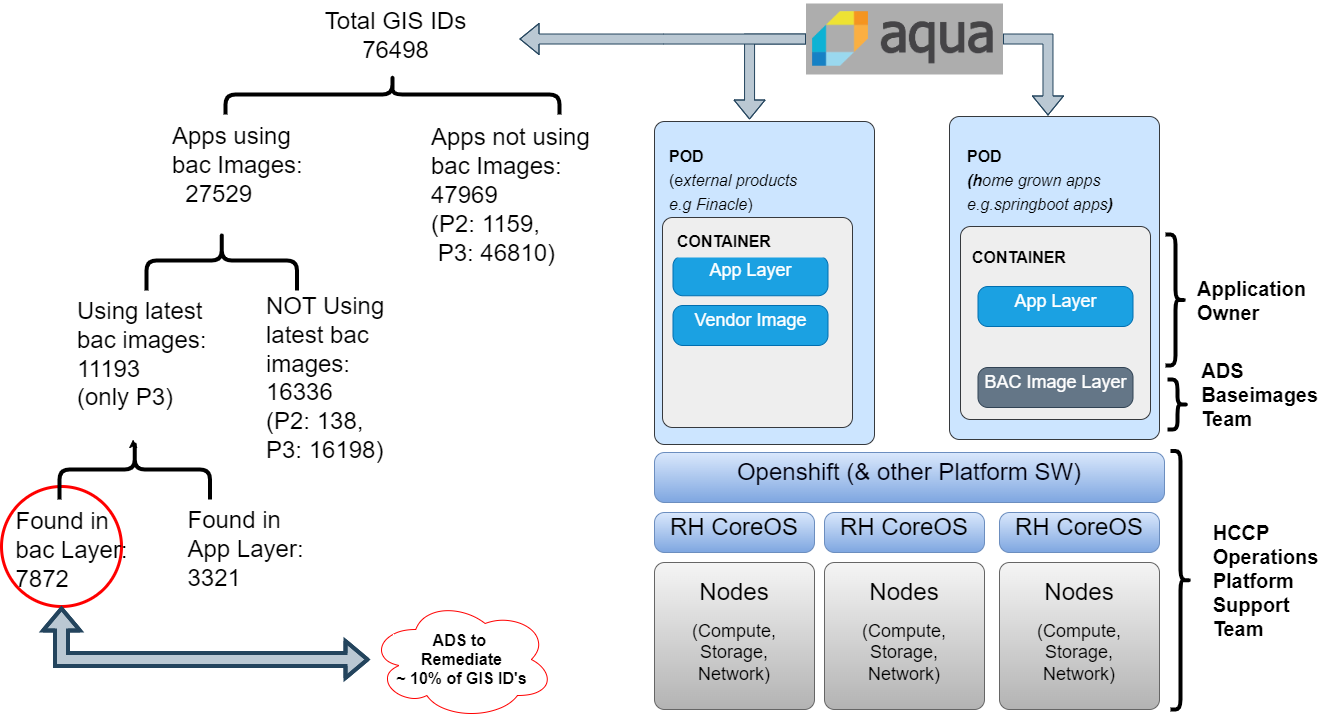 Total GIS IDs
76498
aqua
Apps using
bac Images:
27529
Apps not using
bac Images:
47969
(P2: 1159,
P3: 46810)
Using latest
bac images:
11193
(only P3)
NOT Using
latest bac
images:
16336
(P2: 138,
P3: 16198)
Found in
bac Layer:
7872
Found in
App Layer:
3321
ADS to
Remediate
~ 10% of GIS ID's
POD
(external products
e.g Finacle)
CONTAINER
App Layer
Vendor Image
POD
(home grown apps
e.g.springboot apps)
CONTAINER
App Layer
BAC Image Layer
Application
Owner
ADS
Baseimages
Team
Openshift (& other Platform SW)
RH CoreOS
RH CoreOS
RH CoreOS
Nodes
(Compute,
Storage,
Network)
Nodes
(Compute,
Storage,
Network)
Nodes
(Compute,
Storage,
Network)
HCCP
Operations
Platform
Support
Team